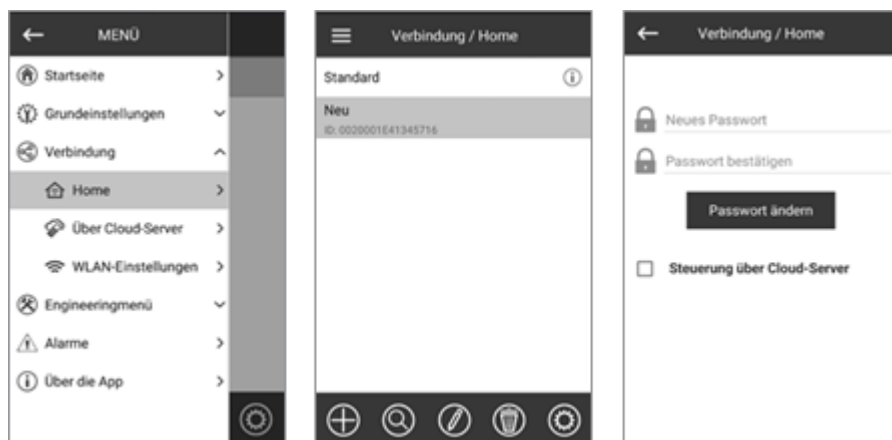 MENÜ
Startseite
Grundeinstellungen
Verbindung
Home
Über Cloud-Server
WLAN-Einstellungen
Engineeringmenü
Alarme
Über die App
Verbindung / Home
Standard
Neu
ID: 0020001E41345716
Verbindung / Home
Neues Passwort
Passwort bestätigen
Passwort ändern
Steuerung über Cloud-Server